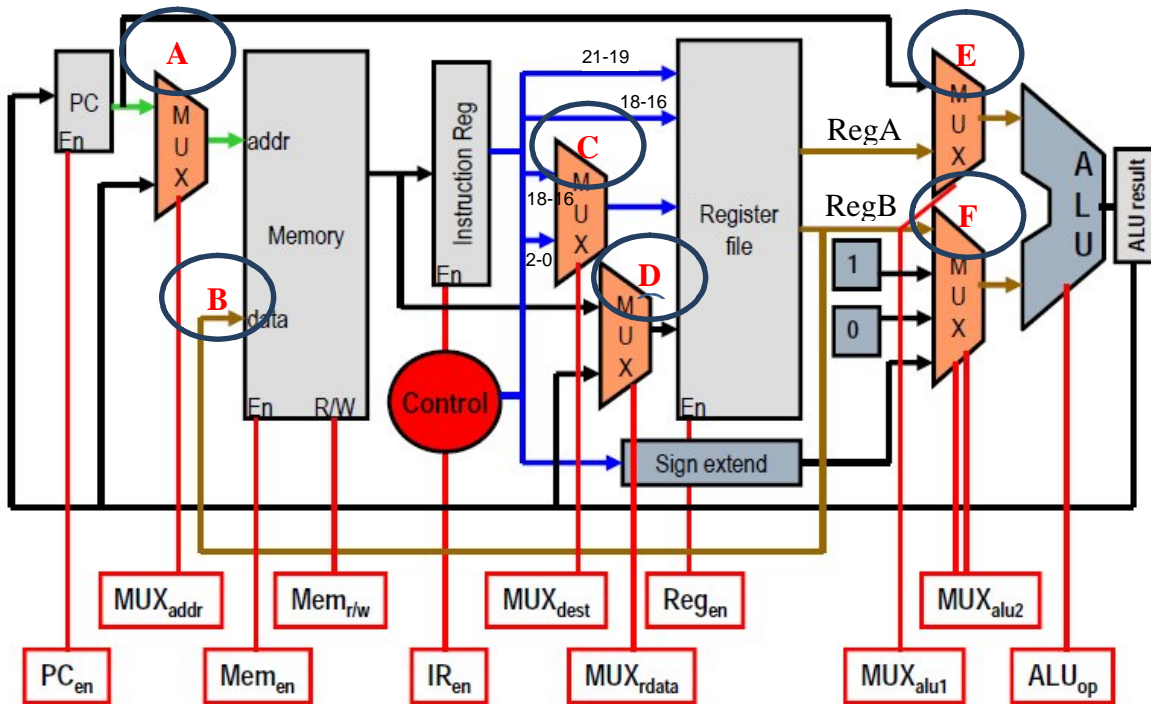 A
E
PC
En
M
U
X
addr
Memory
B
data
En
R/W
Instruction Reg
En
21-19
18-16
C
M
U
X
18-16
2-0
D
M
U
X
Register file
En
Control
Sign extend
RegA
RegB
M
U
X
F
M
U
X
1
0
A
L
U
ALU result
MUXaddr
Memr/w
MUXdest
Regen
MUXalu2
PCen
Memen
IRen
MUXrdata
MUXalu1
ALUop